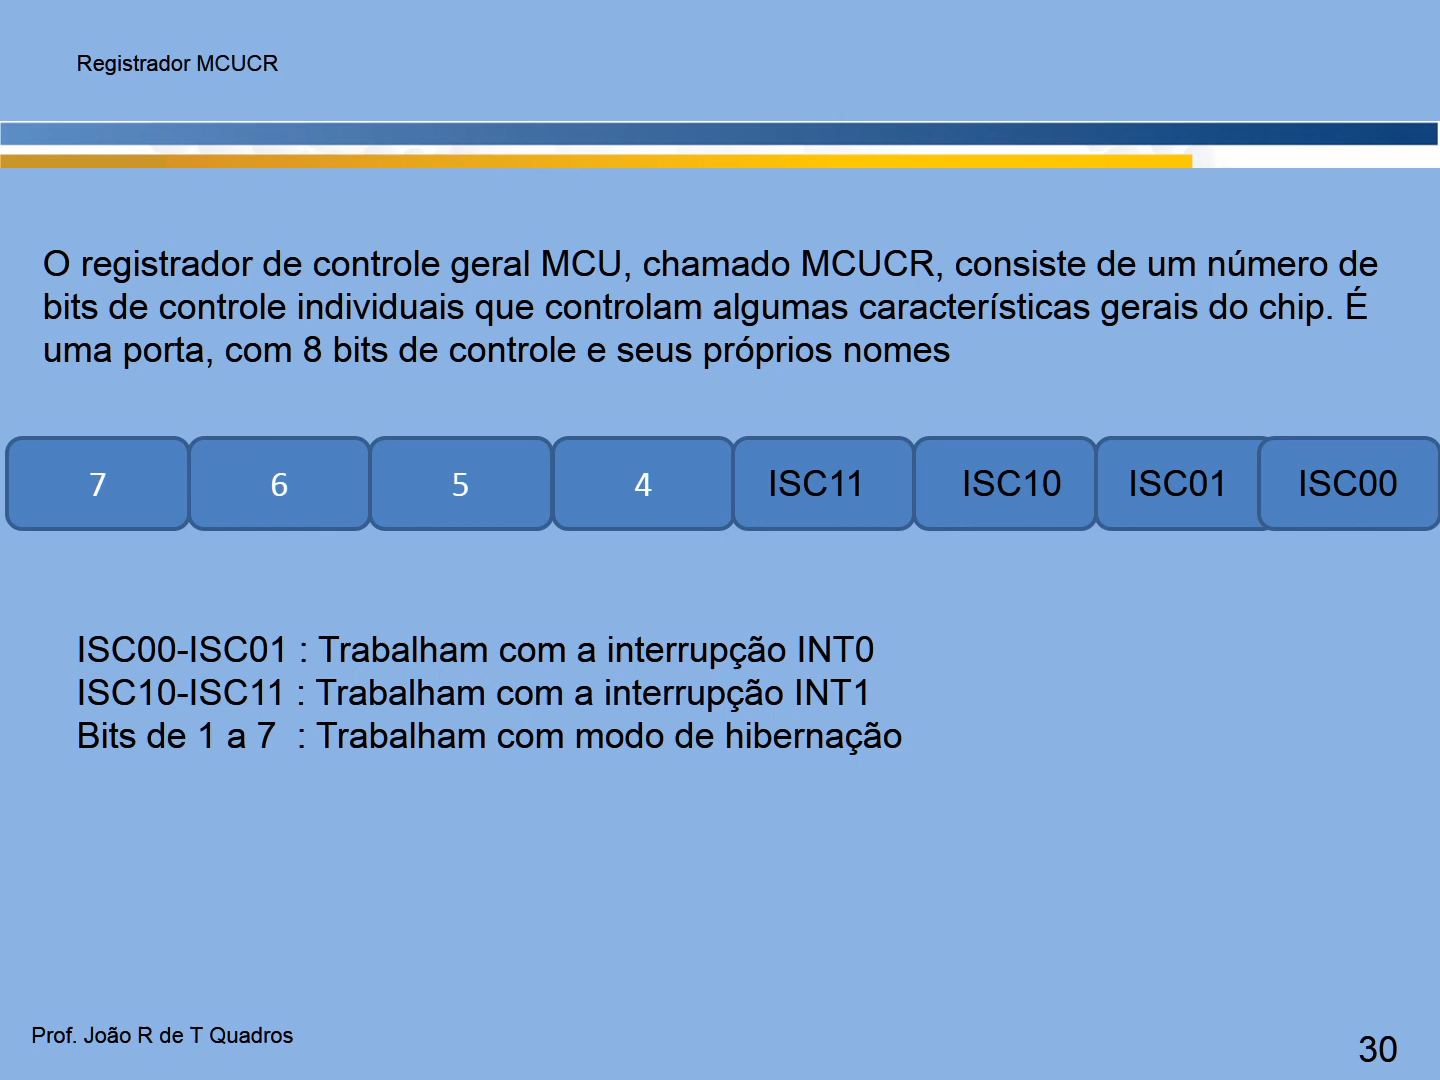 Registrador MCUCR
O registrador de controle geral MCU, chamado MCUCR, consiste de um número de
bits de controle individuais que controlam algumas características gerais do chip. É
uma porta, com 8 bits de controle e seus próprios nomes
7 6 5 4 ISC11 ISC10 ISC01 ISC00
ISC00-ISC01 : Trabalham com a interrupção INT0
ISC10-ISC11 : Trabalham com a interrupção INT1
Bits de 1 a 7  : Trabalham com modo de hibernação
Prof. João R de T Quadros
30